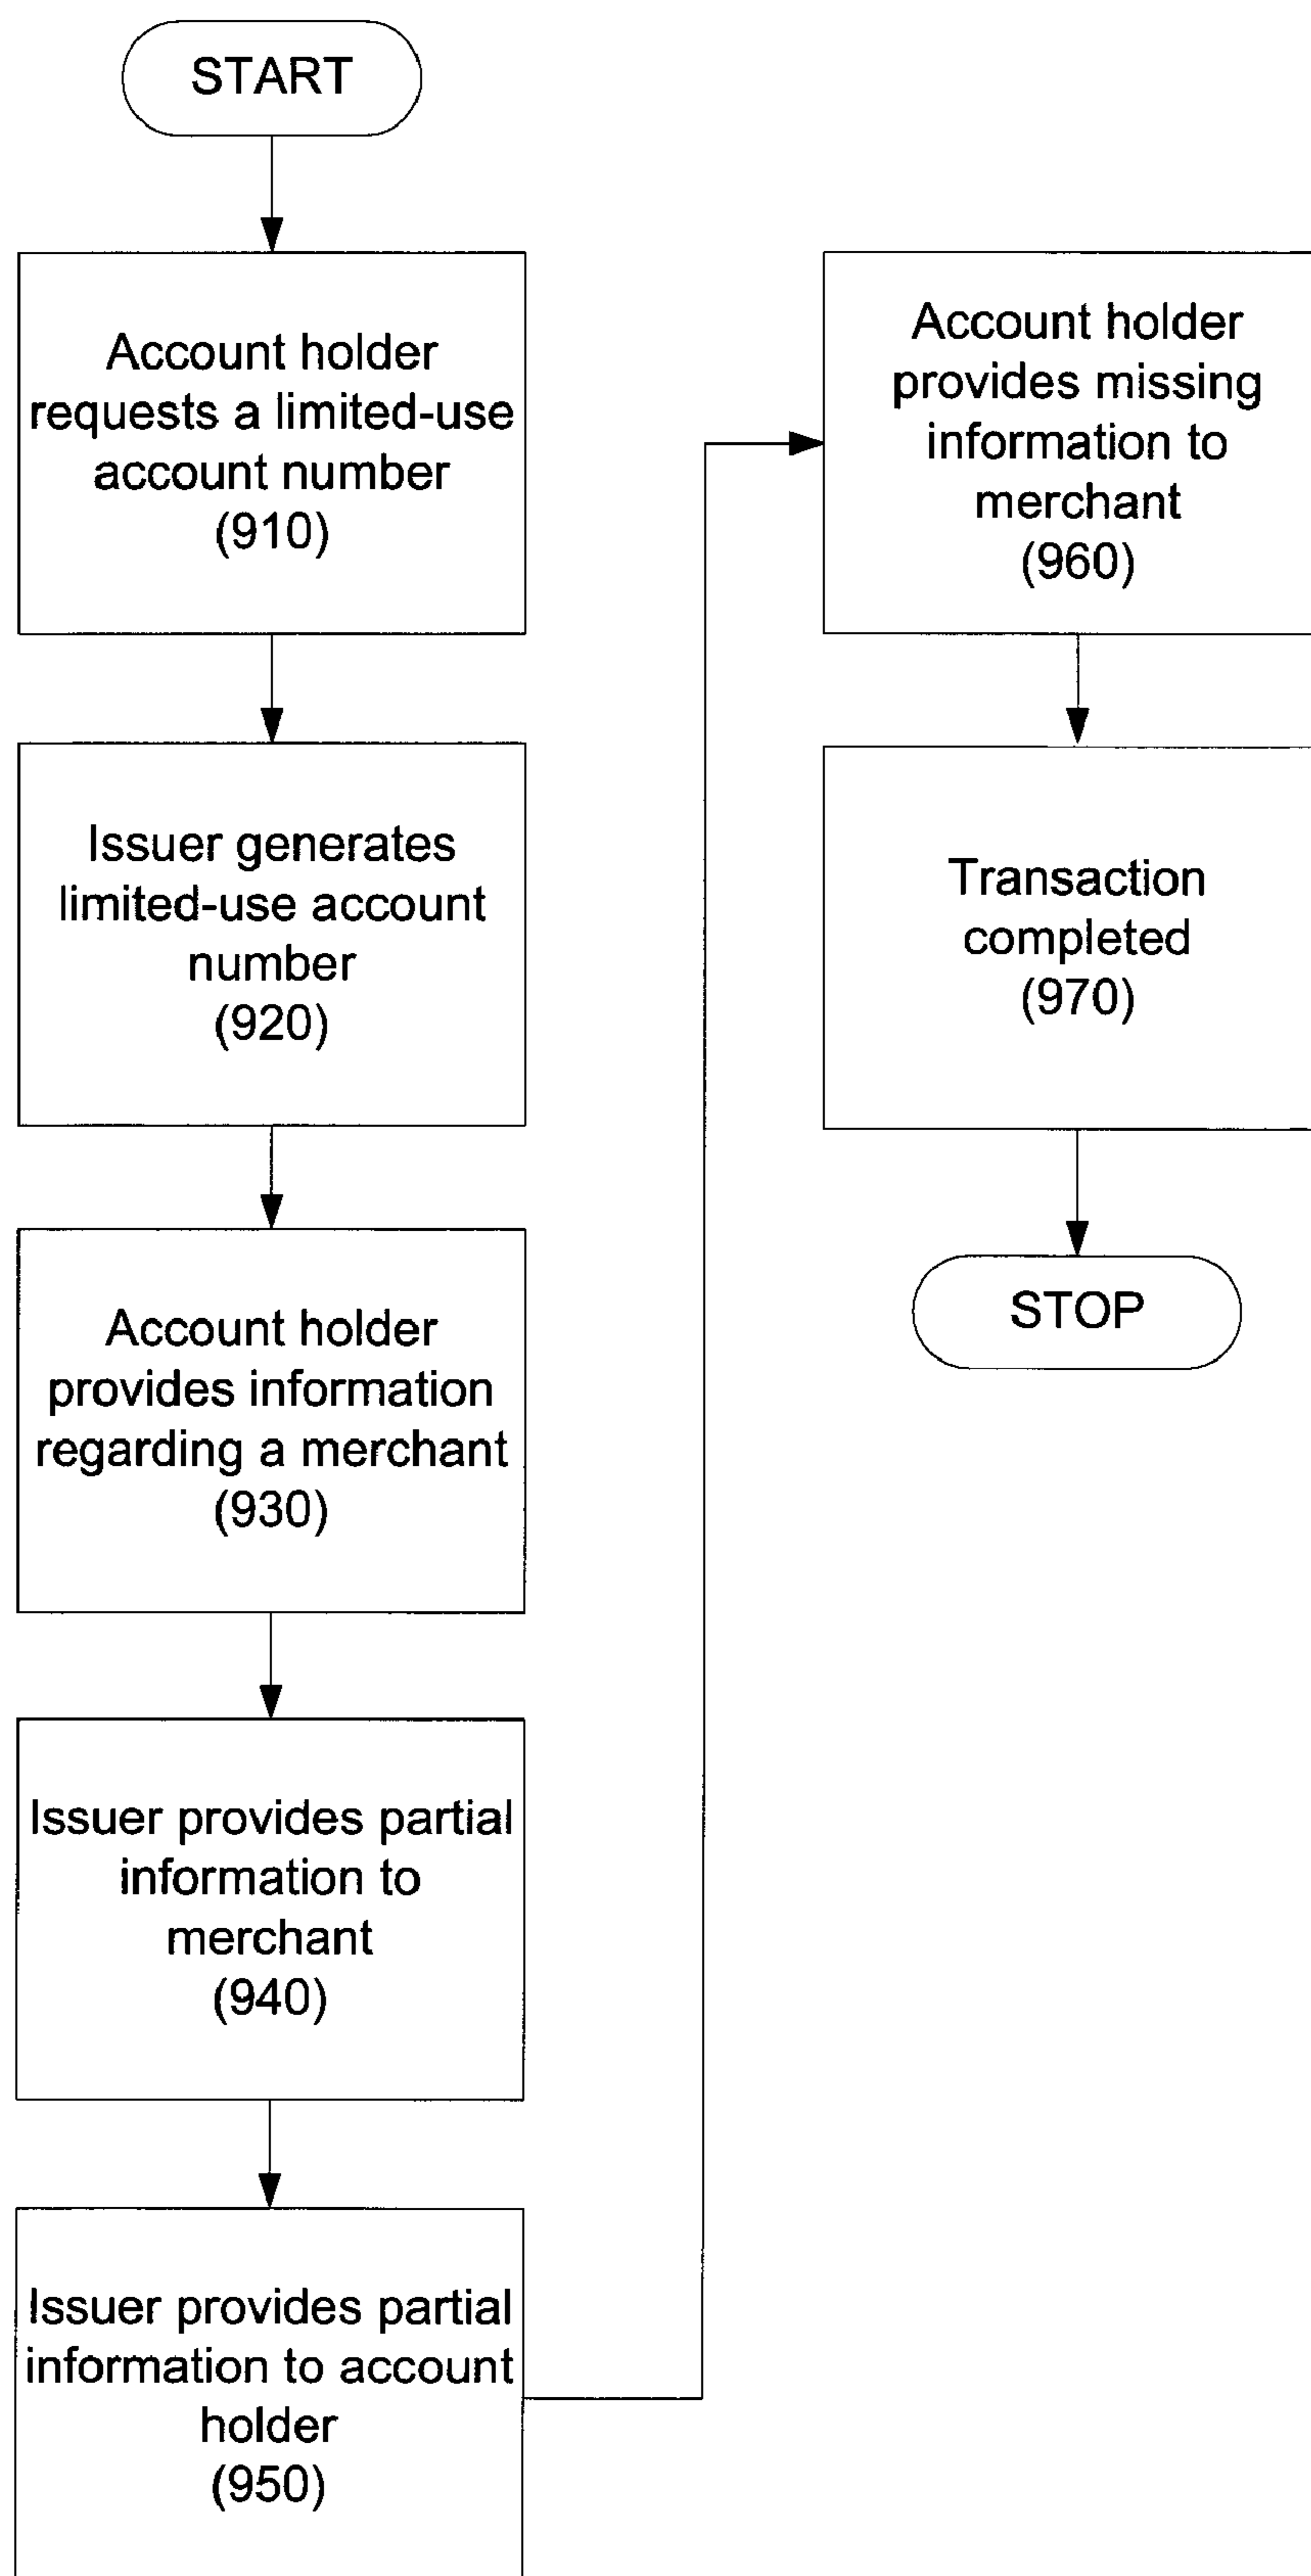 START
Account holder
requests a limited-use
account number
(910)
Issuer generates
limited-use account
number
(920)
Account holder
provides information
regarding a merchant
(930)
Issuer provides partial
information to
merchant
(940)
Issuer provides partial
information to account
holder
(950)
Account holder
provides missing
information to
merchant
(960)
Transaction
completed
(970)
STOP